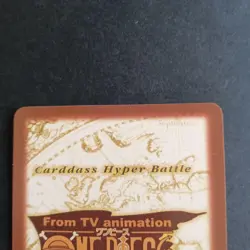 Carddass Hyper Battle
From TV animation
ワンピース
ONE PIECE